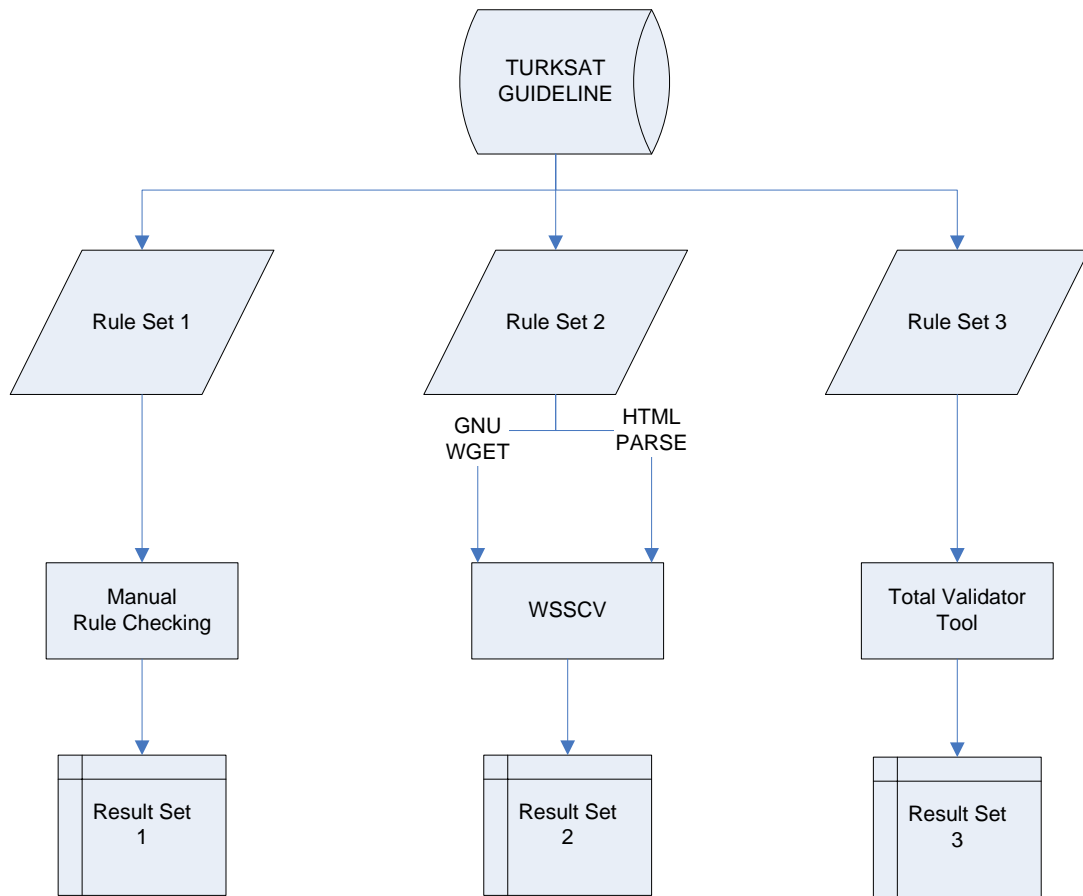 TURKSAT
GUIDELINE
Rule Set 1
Rule Set 2
Rule Set 3
GNU
WGET
HTML
PARSE
Manual
Rule Checking
WSSCV
Total Validator
Tool
Result Set
1
Result Set
2
Result Set
3